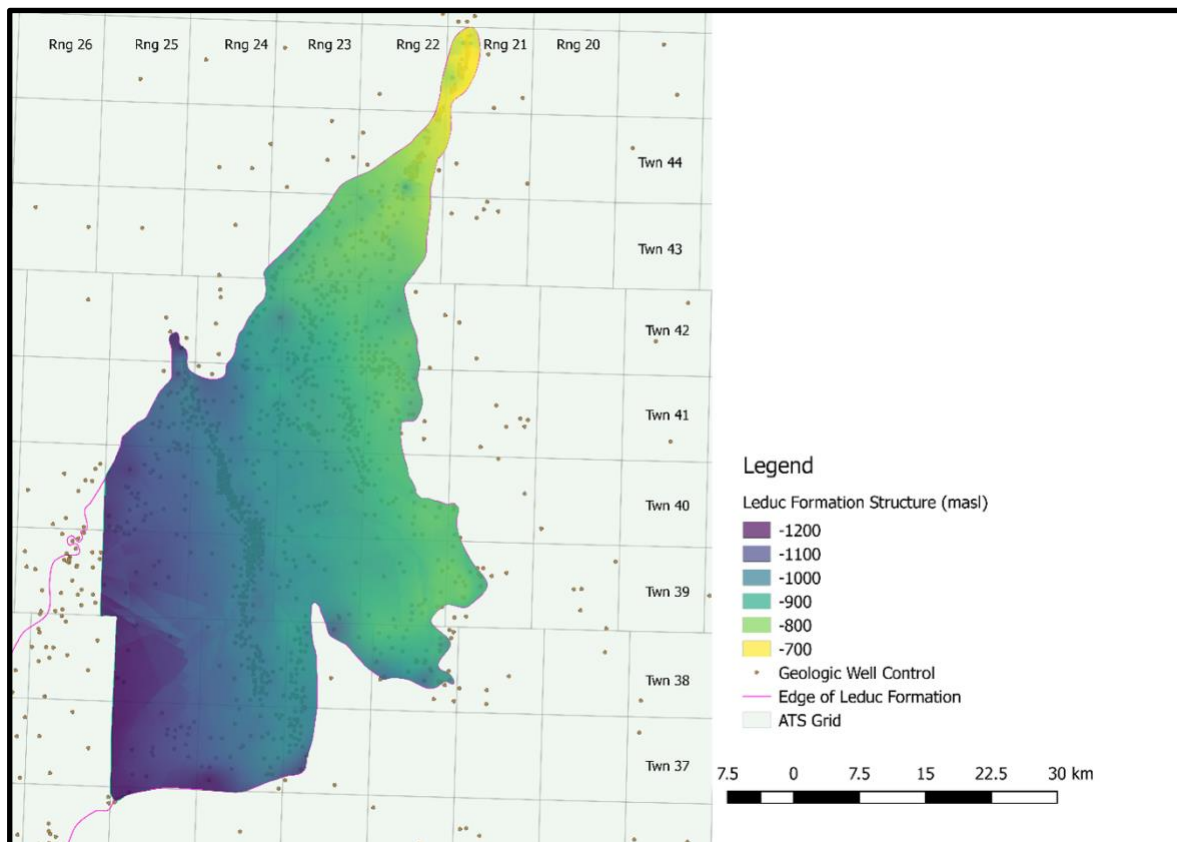 Rng 26 Rng 25 Rng 24 Rng 23 Rng 22 Rng 21 Rng 20
Twn 44
Twn 43
Twn 42
Twn 41
Twn 40
Twn 39
Twn 38
Twn 37
Legend
Leduc Formation Structure (masl)
-1200
-1100
-1000
-900
-800
-700
Geologic Well Control
Edge of Leduc Formation
ATS Grid
7.5 0 7.5 15 22.5 30 km